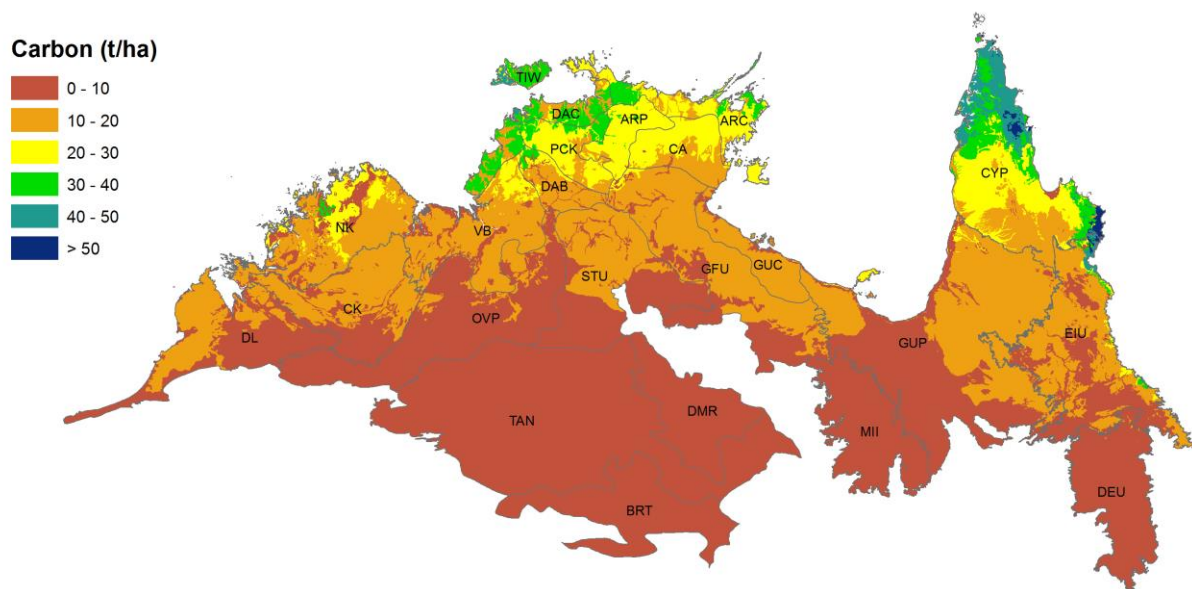 Carbon (t/ha)
0 - 10
10 - 20
20 - 30
30 - 40
40 - 50
> 50
TIW
DAC
ARP
ARC
PCK
CA
DAB
CYP
NK
VB
STU
GFU
GUC
CK
OVP
DL
GUP
EIU
TAN
DMR
MII
BRT
DEU